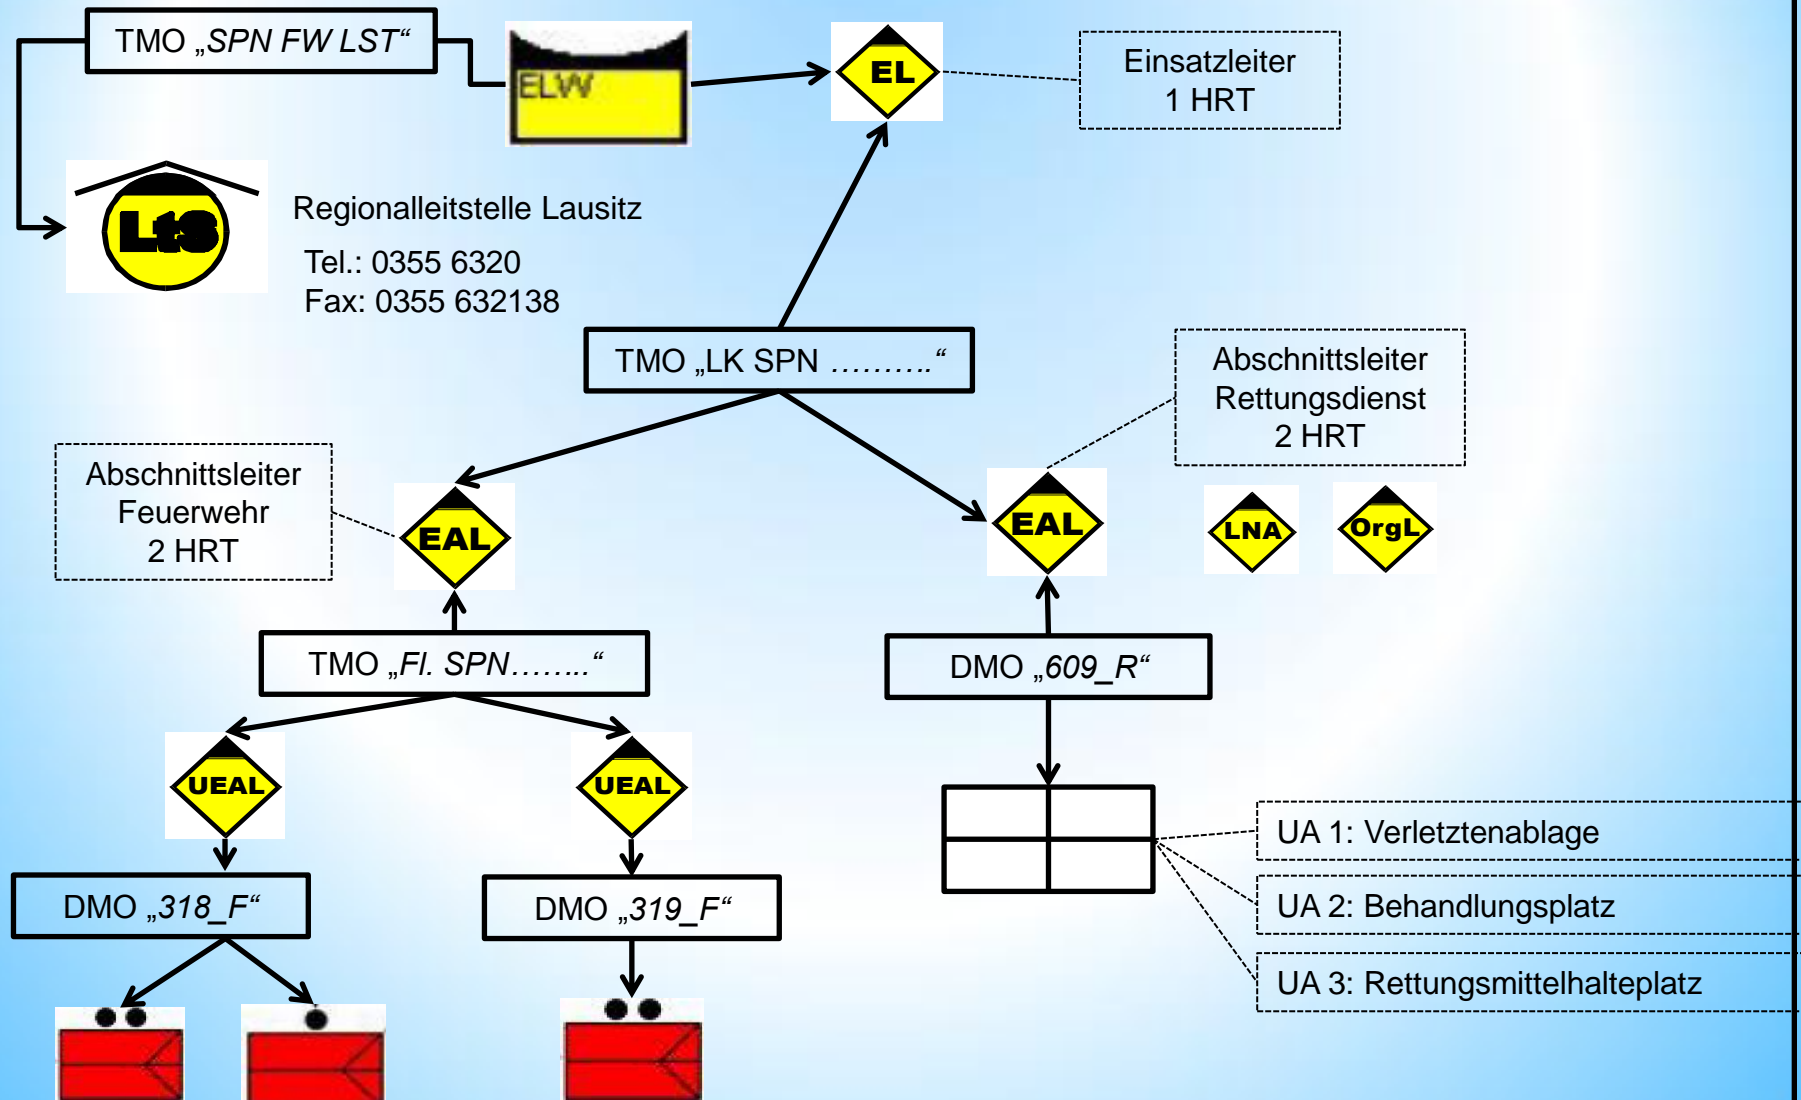 TMO „SPN FW LST“
ELW
EL
Einsatzleiter
1 HRT
LtS
Regionalleitstelle Lausitz
Tel.: 0355 6320
Fax: 0355 632138
TMO „LK SPN ……….“
Abschnittsleiter
Rettungsdienst
2 HRT
Abschnittsleiter
Feuerwehr
2 HRT
EAL
EAL
LNA
OrgL
TMO „Fl. SPN……..“
DMO „609_R“
UEAL
UEAL
UA 1: Verletztenablage
DMO „318_F“
DMO „319_F“
UA 2: Behandlungsplatz
UA 3: Rettungsmittelhalteplatz